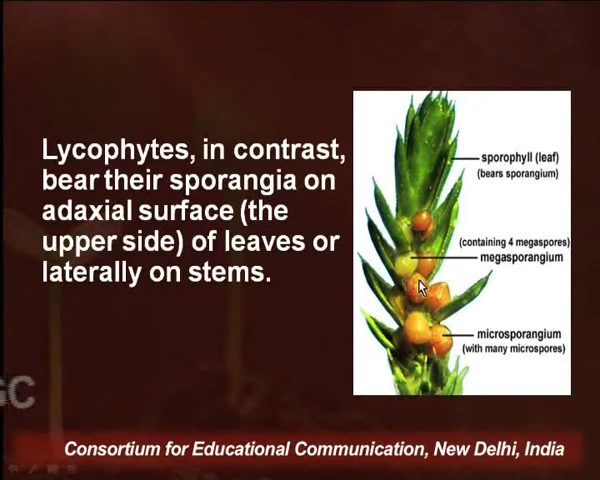 Lycophytes, in contrast,
bear their sporangia on
adaxial surface (the
upper side) of leaves or
laterally on stems.
sporophyll (leaf)
(bears sporangium)
(containing 4 megaspores)
megasporangium
microsporangium
(with many microspores)
GC
Consortium for Educational Communication, New Delhi, India